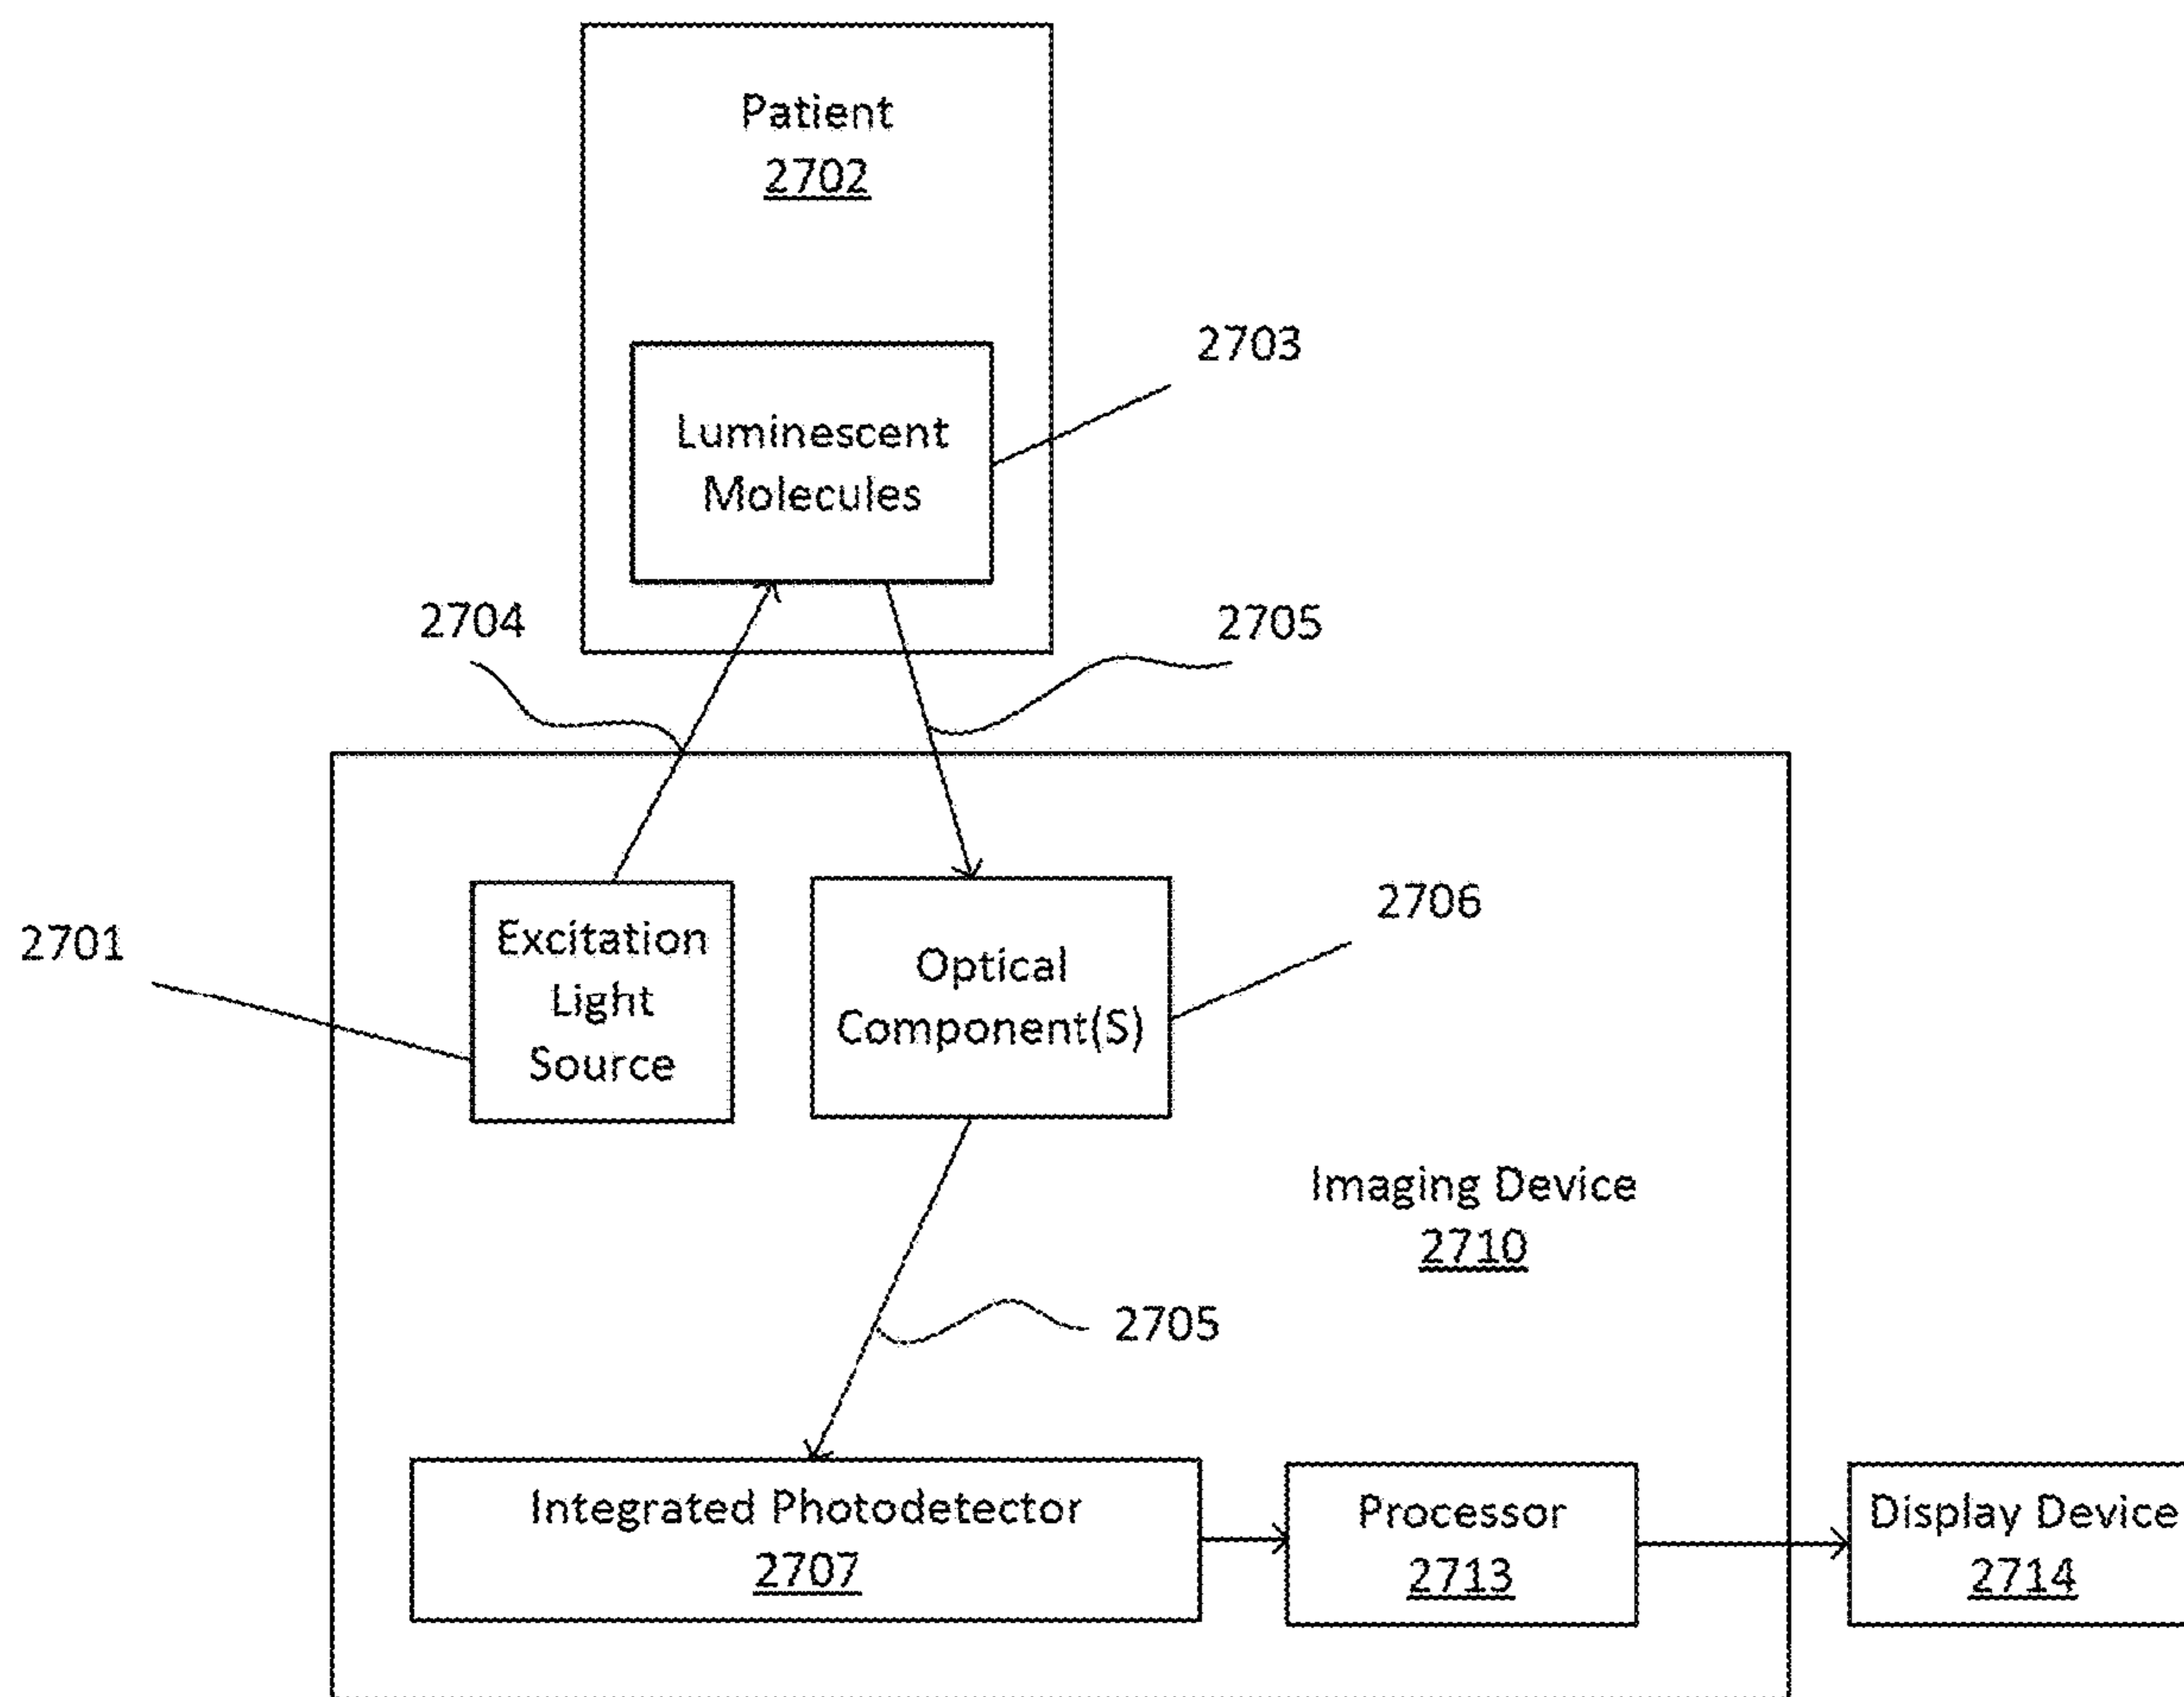 Patient
2702
2703
Luminescent
Molecules
2704
2705
2701
Excitation
Light
Source
Optical
Component(S)
2706
Imaging Device
2710
2705
Integrated Photodetector
2707
Processor
2713
Display Device
2714